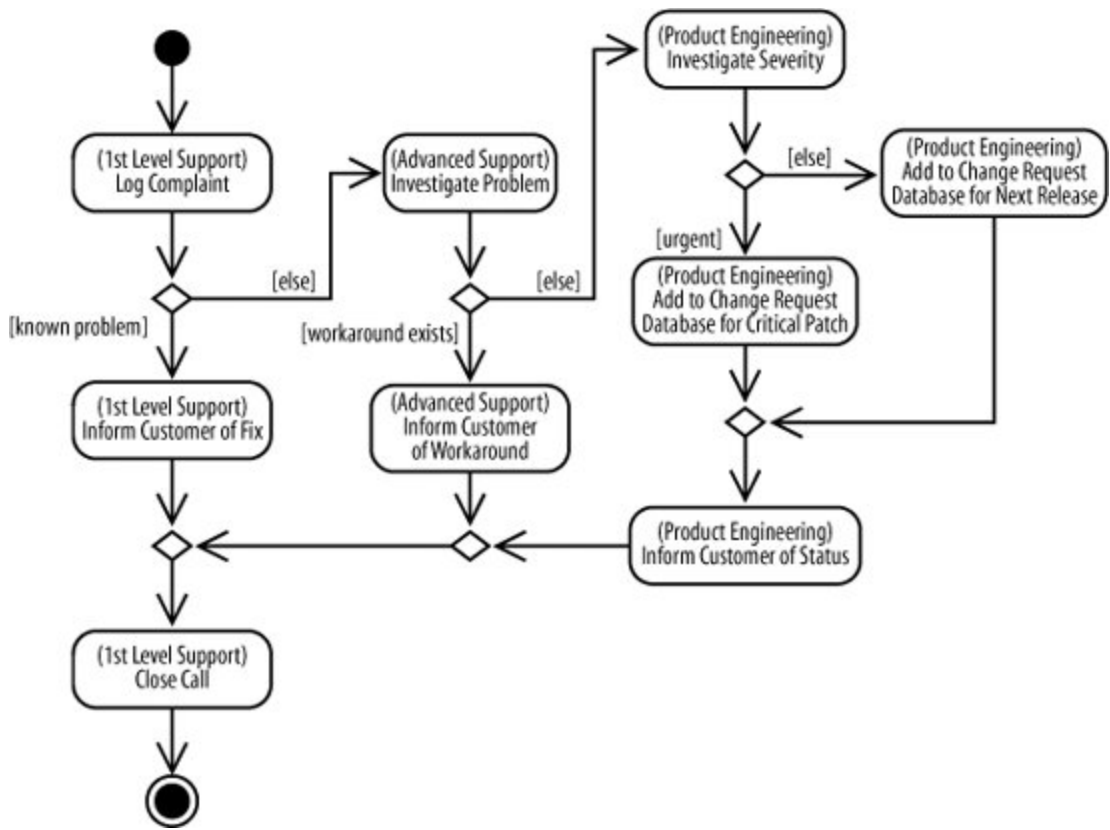 (Product Engineering)
Investigate Severity
(1st Level Support)
Log Complaint
(Advanced Support)
Investigate Problem
[else]
(Product Engineering)
Add to Change Request
Database for Next Release
[else]
[else]
[urgent]
(Product Engineering)
Add to Change Request
Database for Critical Patch
[known problem]
[workaround exists]
(1st Level Support)
Inform Customer of Fix
(Advanced Support)
Inform Customer
of Workaround
(Product Engineering)
Inform Customer of Status
(1st Level Support)
Close Call